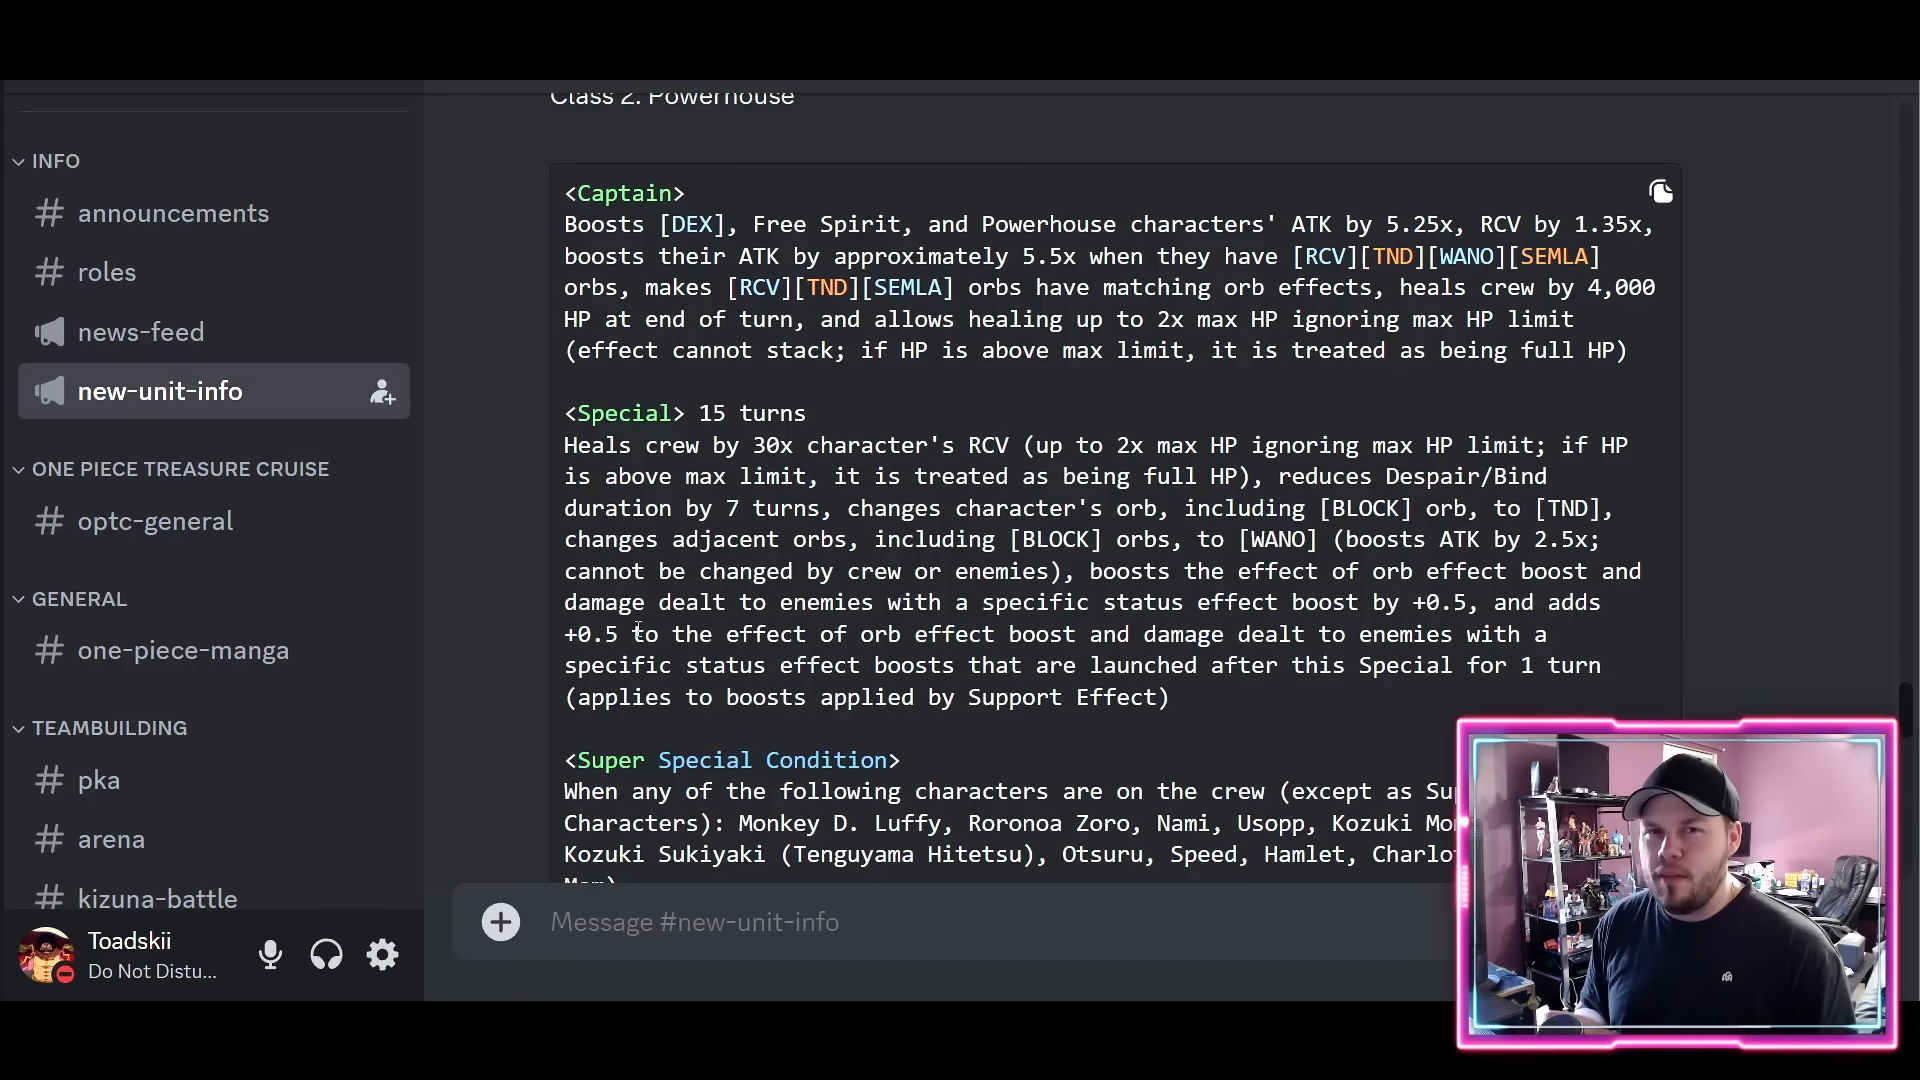 INFO
announcements
roles
news-feed
new-unit-info
ONE PIECE TREASURE CRUISE
optc-general
GENERAL
one-piece-manga
TEAMBUILDING
pka
arena
kizuna-battle
Toadskii
Do Not Distu...
Class 2: Powerhouse
<Captain>
Boosts [DEX], Free Spirit, and Powerhouse characters' ATK by 5.25x, RCV by 1.35x,
boosts their ATK by approximately 5.5x when they have [RCV][TND][WANO][SEMLA]
orbs, makes [RCV][TND][SEMLA] orbs have matching orb effects, heals crew by 4,000
HP at end of turn, and allows healing up to 2x max HP ignoring max HP limit
(effect cannot stack; if HP is above max limit, it is treated as being full HP)
<Special> 15 turns
Heals crew by 30x character's RCV (up to 2x max HP ignoring max HP limit; if HP
is above max limit, it is treated as being full HP), reduces Despair/Bind
duration by 7 turns, changes character's orb, including [BLOCK] orb, to [TND],
changes adjacent orbs, including [BLOCK] orbs, to [WANO] (boosts ATK by 2.5x;
cannot be changed by crew or enemies), boosts the effect of orb effect boost and
damage dealt to enemies with a specific status effect boost by +0.5, and adds
+0.5 to the effect of orb effect boost and damage dealt to enemies with a
specific status effect boosts that are launched after this Special for 1 turn
(applies to boosts applied by Support Effect)
<Super Special Condition>
When any of the following characters are on the crew (except as Su
Characters): Monkey D. Luffy, Roronoa Zoro, Nami, Usopp, Kozuki Mo
Kozuki Sukiyaki (Tenguyama Hitetsu), Otsuru, Speed, Hamlet, Charlo
Message #new-unit-info